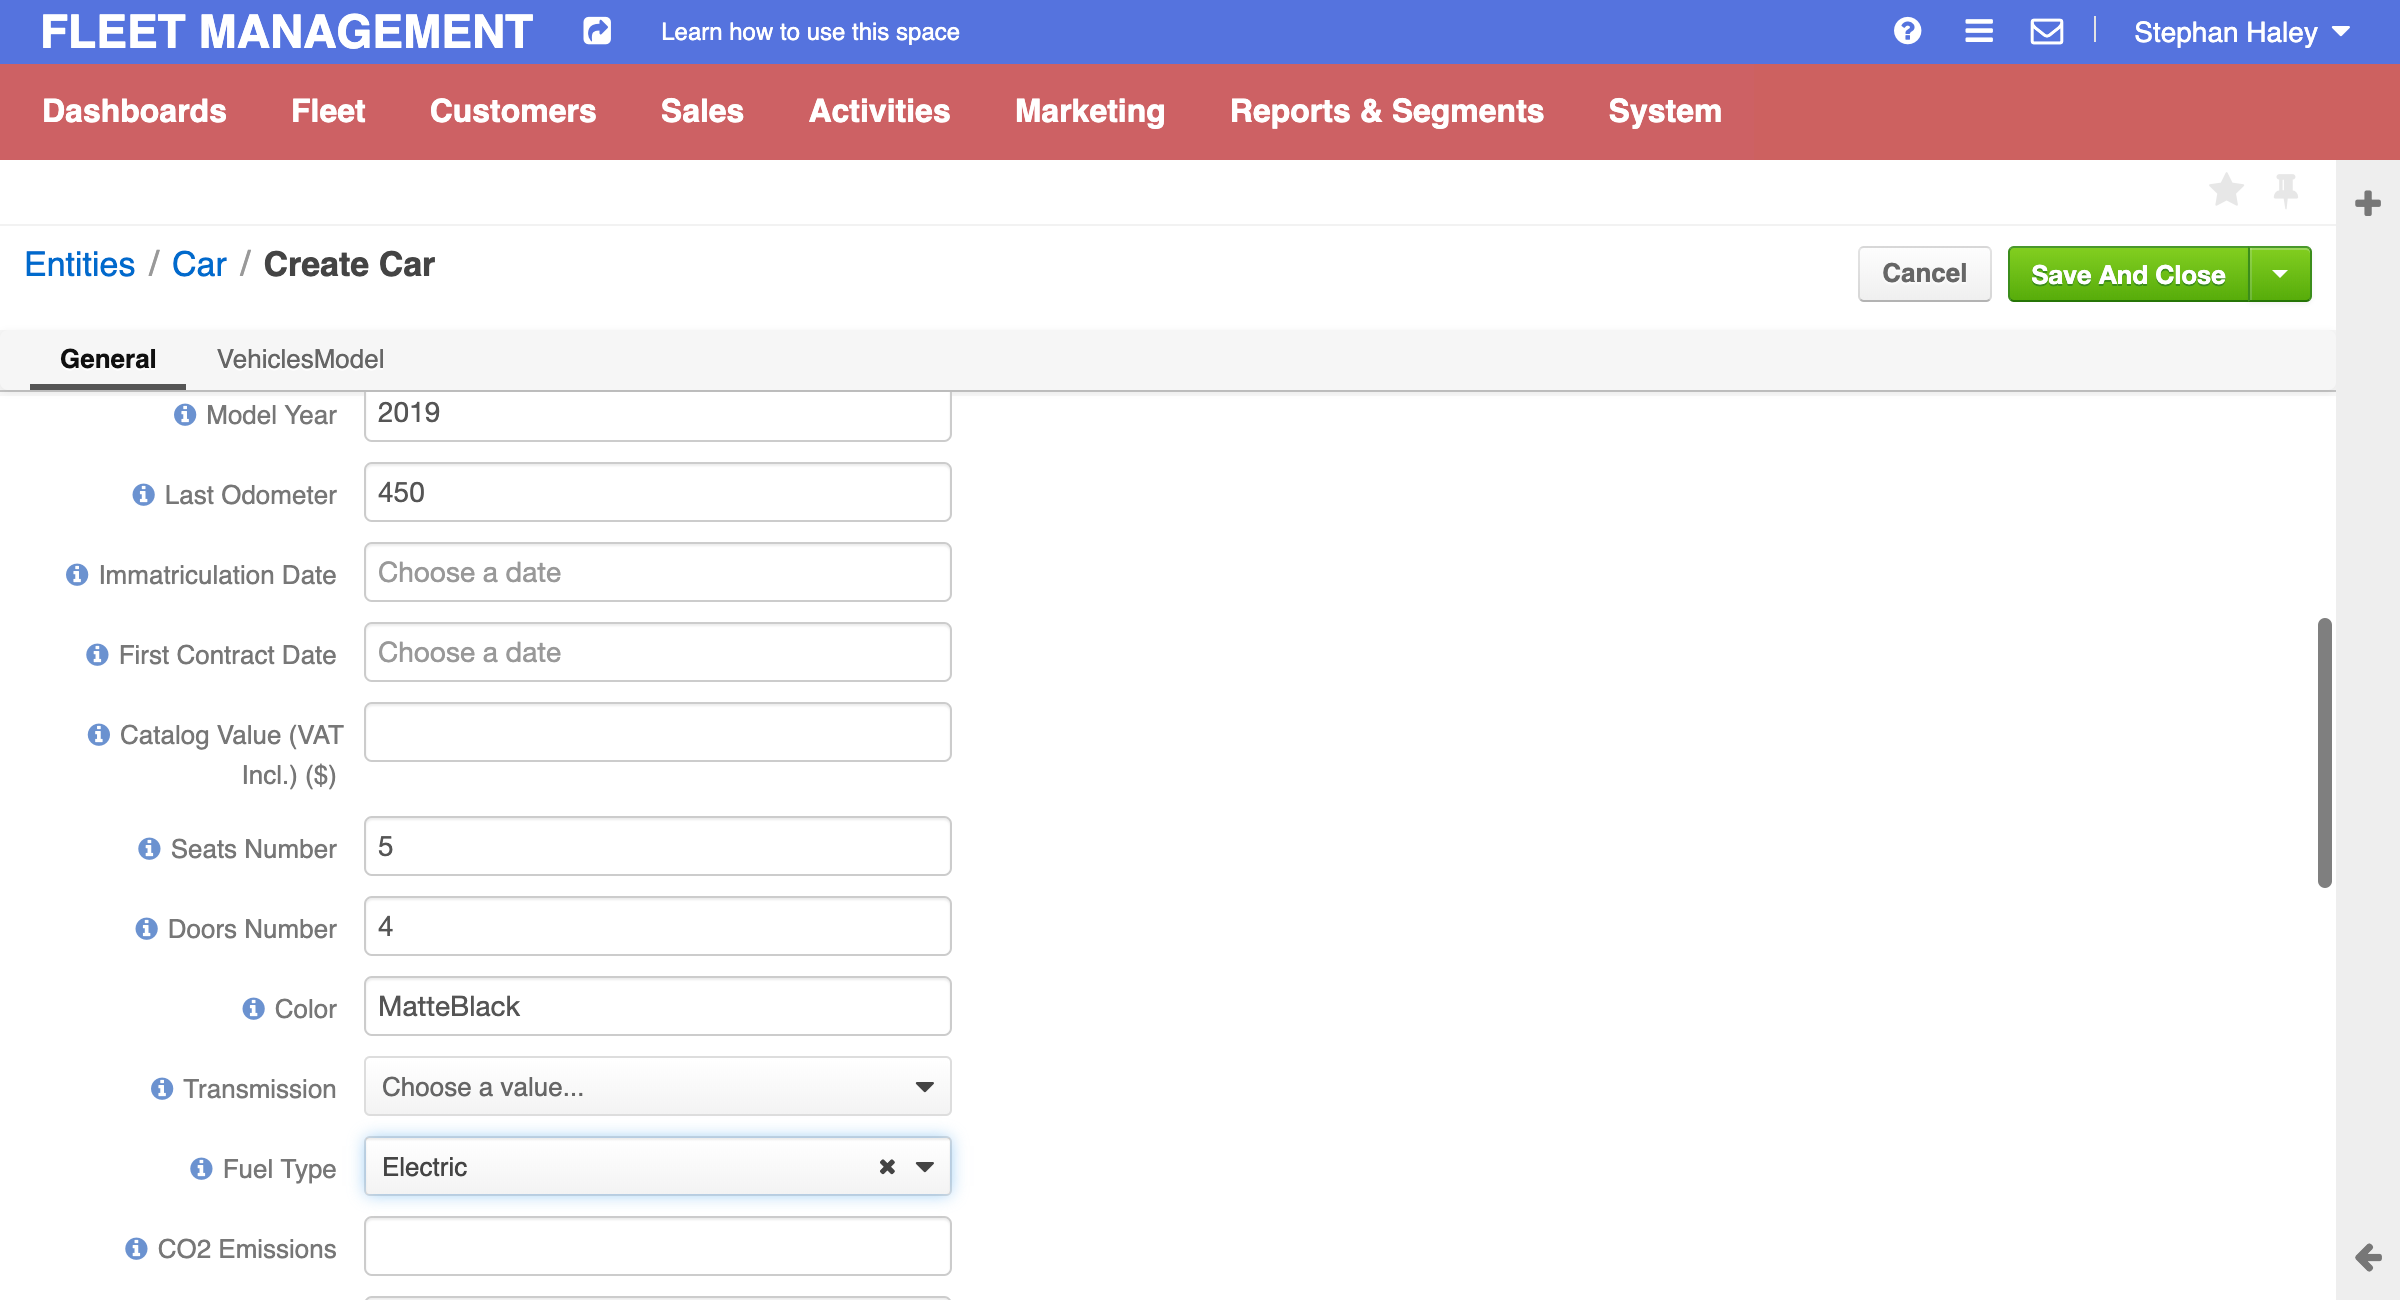 FLEET MANAGEMENT
Learn how to use this space
Stephan Haley
Dashboards Fleet Customers Sales Activities Marketing Reports & Segments System
Entities / Car / Create Car
Cancel
Save And Close
General VehiclesModel
Model Year 2019
Last Odometer 450
Immatriculation Date Choose a date
First Contract Date Choose a date
Catalog Value (VAT
Incl.) ($)
Seats Number 5
Doors Number 4
Color MatteBlack
Transmission Choose a value...
Fuel Type Electric
CO2 Emissions